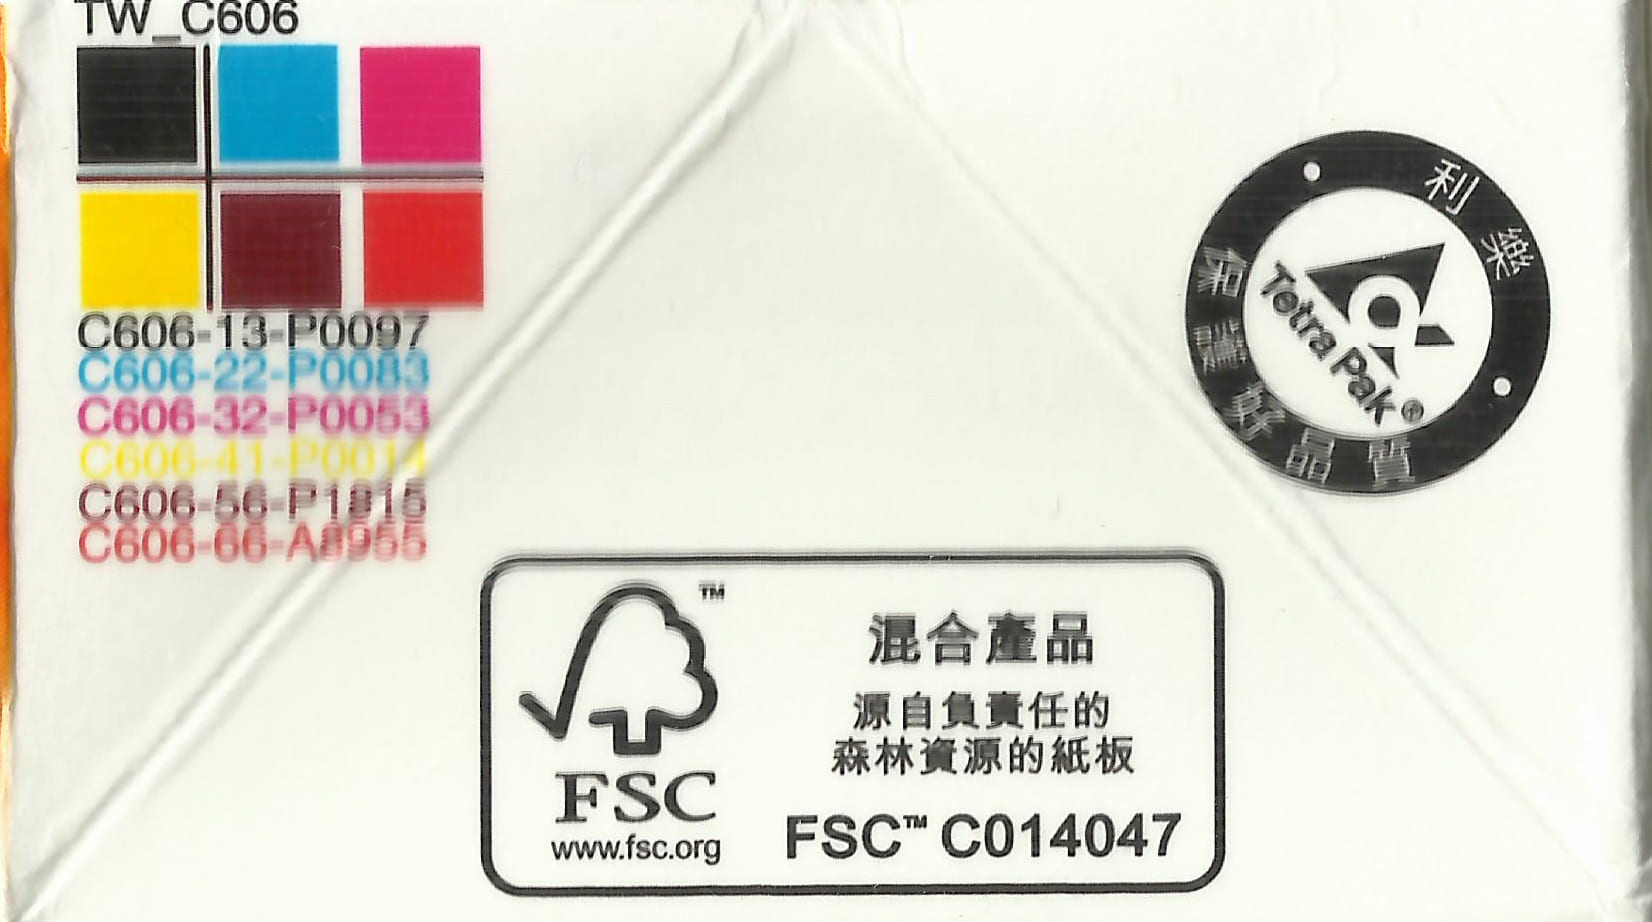 TW_C606
C606-13-P0097
C606-22-P0083
C606-32-P0053
C606-41-P0014
C606-56-P1815
C606-66-A8955
利樂
保護好品質
Tetra Pak®
TM
FSC
www.fsc.org
混合產品
源自負責任的
森林資源的紙板
FSC™ C014047